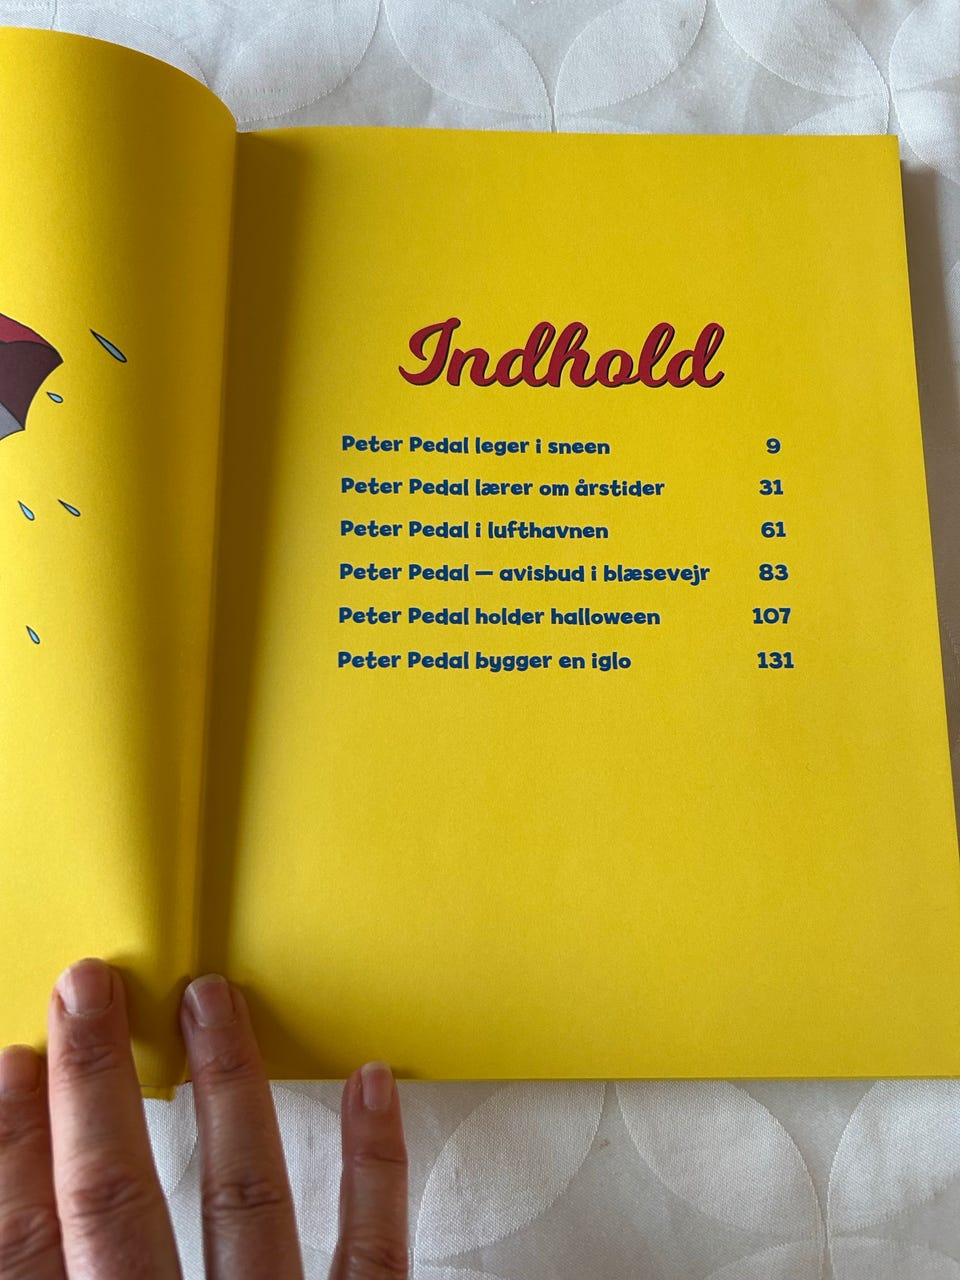 Indhold
Peter Pedal leger i sneen 9
Peter Pedal lærer om årstider 31
Peter Pedal i lufthavnen 61
Peter Pedal – avisbud i blæsevejr 83
Peter Pedal holder halloween 107
Peter Pedal bygger en iglo 131